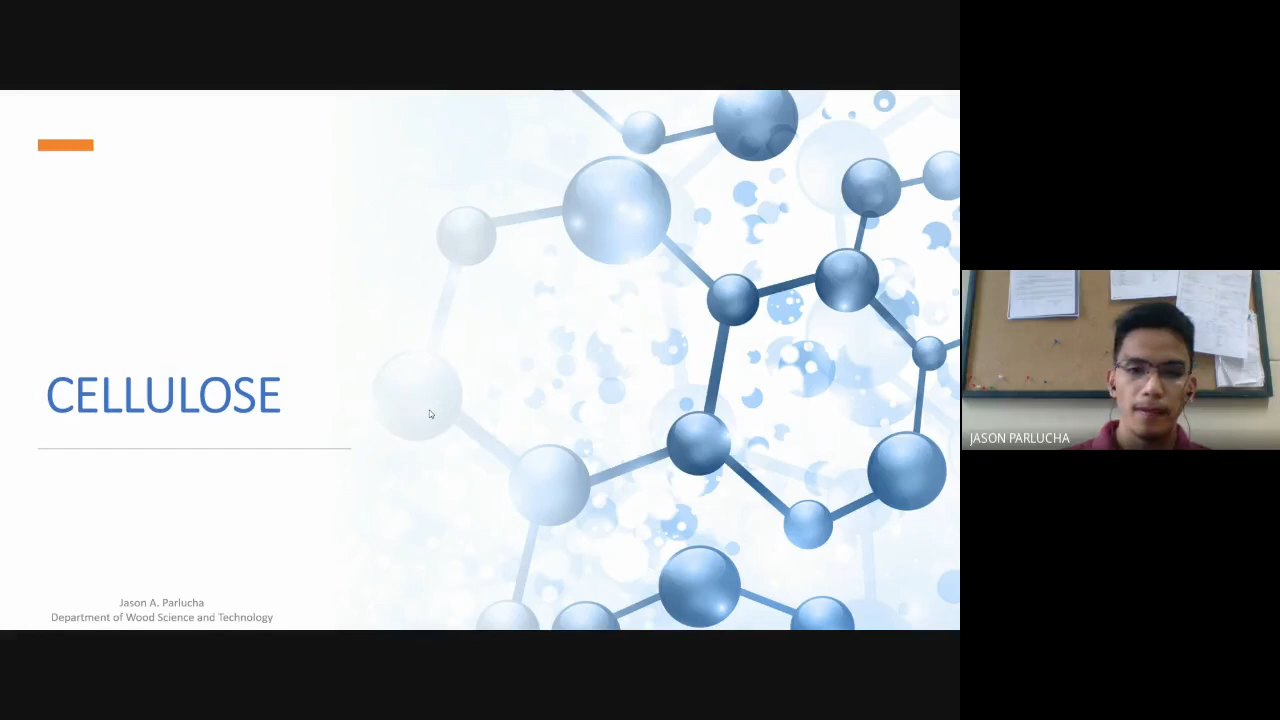 CELLULOSE
Jason A. Parlucha
Department of Wood Science and Technology
JASON PARLUCHA